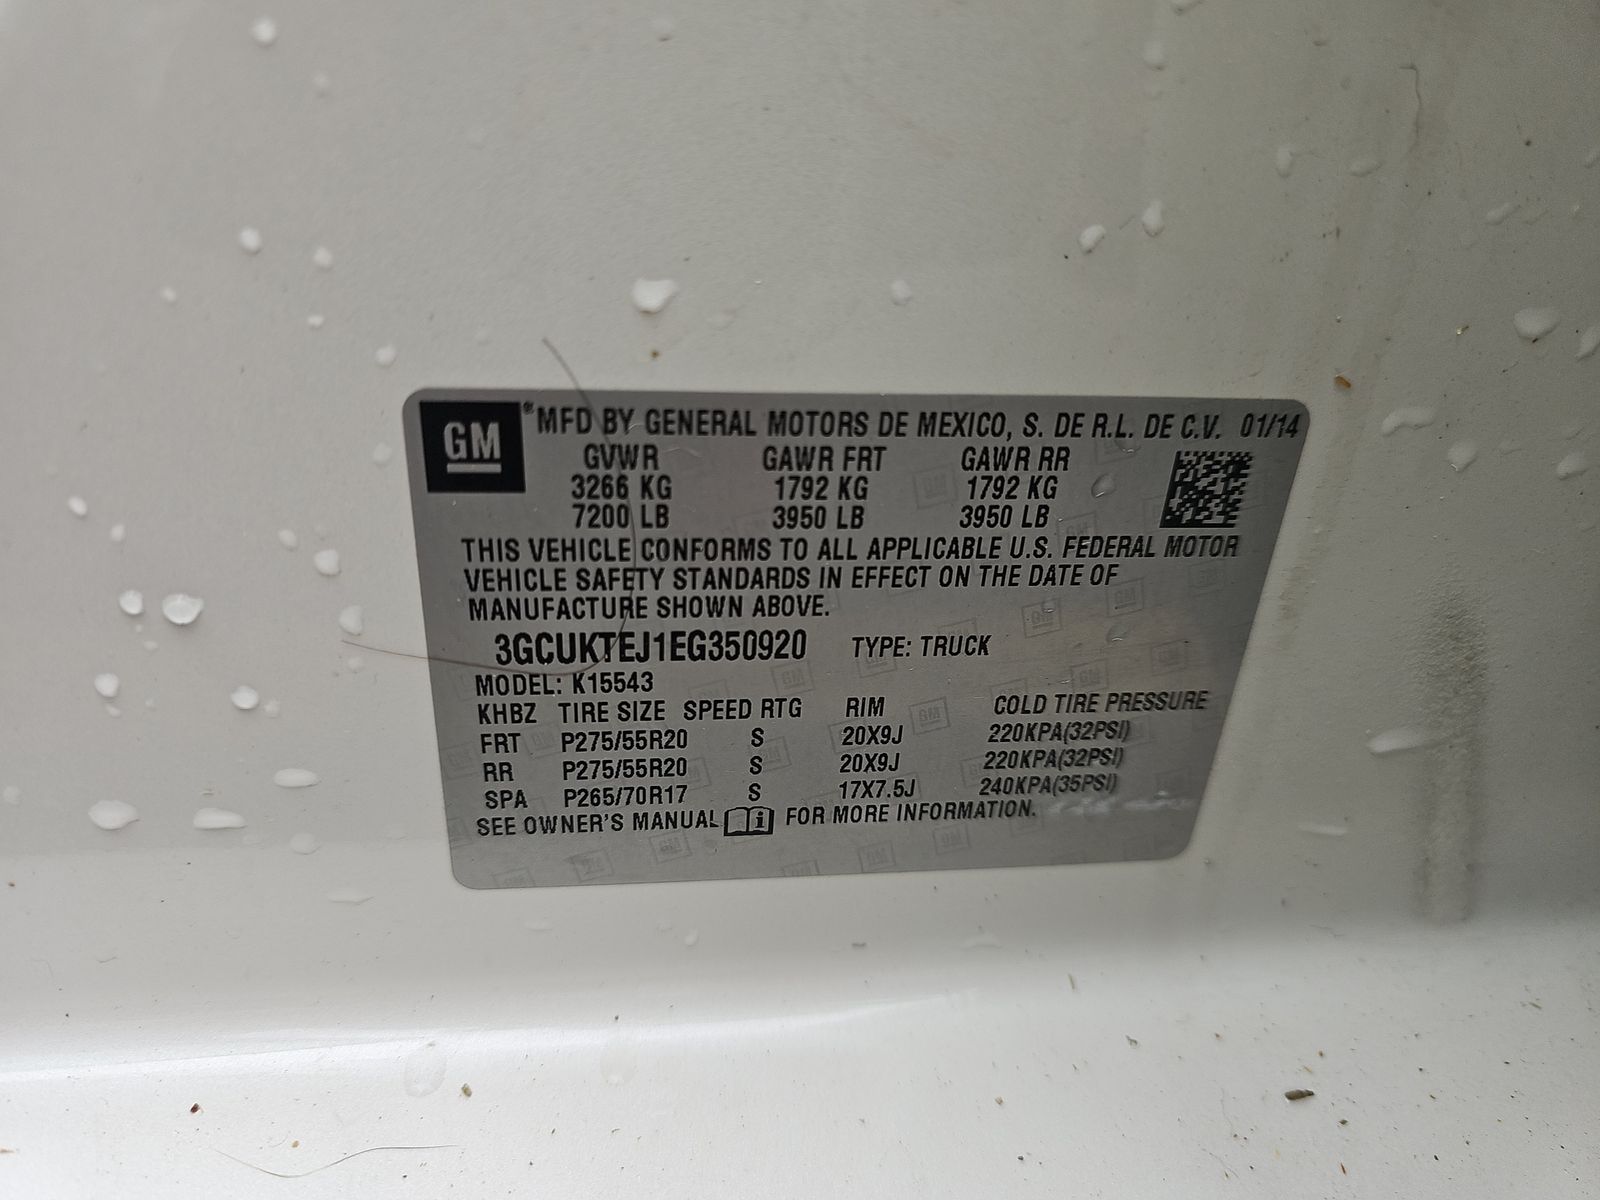 GM ® MFD BY GENERAL MOTORS DE MEXICO, S. DE R.L. DE C.V. 01/14
GVWR GAWR FRT GAWR RR
3266 KG 1792 KG 1792 KG
7200 LB 3950 LB 3950 LB
THIS VEHICLE CONFORMS TO ALL APPLICABLE U.S. FEDERAL MOTOR
VEHICLE SAFETY STANDARDS IN EFFECT ON THE DATE OF
MANUFACTURE SHOWN ABOVE.
3GCUKTEJ1EG350920 TYPE: TRUCK
MODEL: K15543
KHBZ TIRE SIZE SPEED RTG RIM COLD TIRE PRESSURE
FRT P275/55R20 S 20X9J 220KPA(32PSI)
RR P275/55R20 S 20X9J 220KPA(32PSI)
SPA P265/70R17 S 17X7.5J 240KPA(35PSI)
SEE OWNER'S MANUAL i FOR MORE INFORMATION.